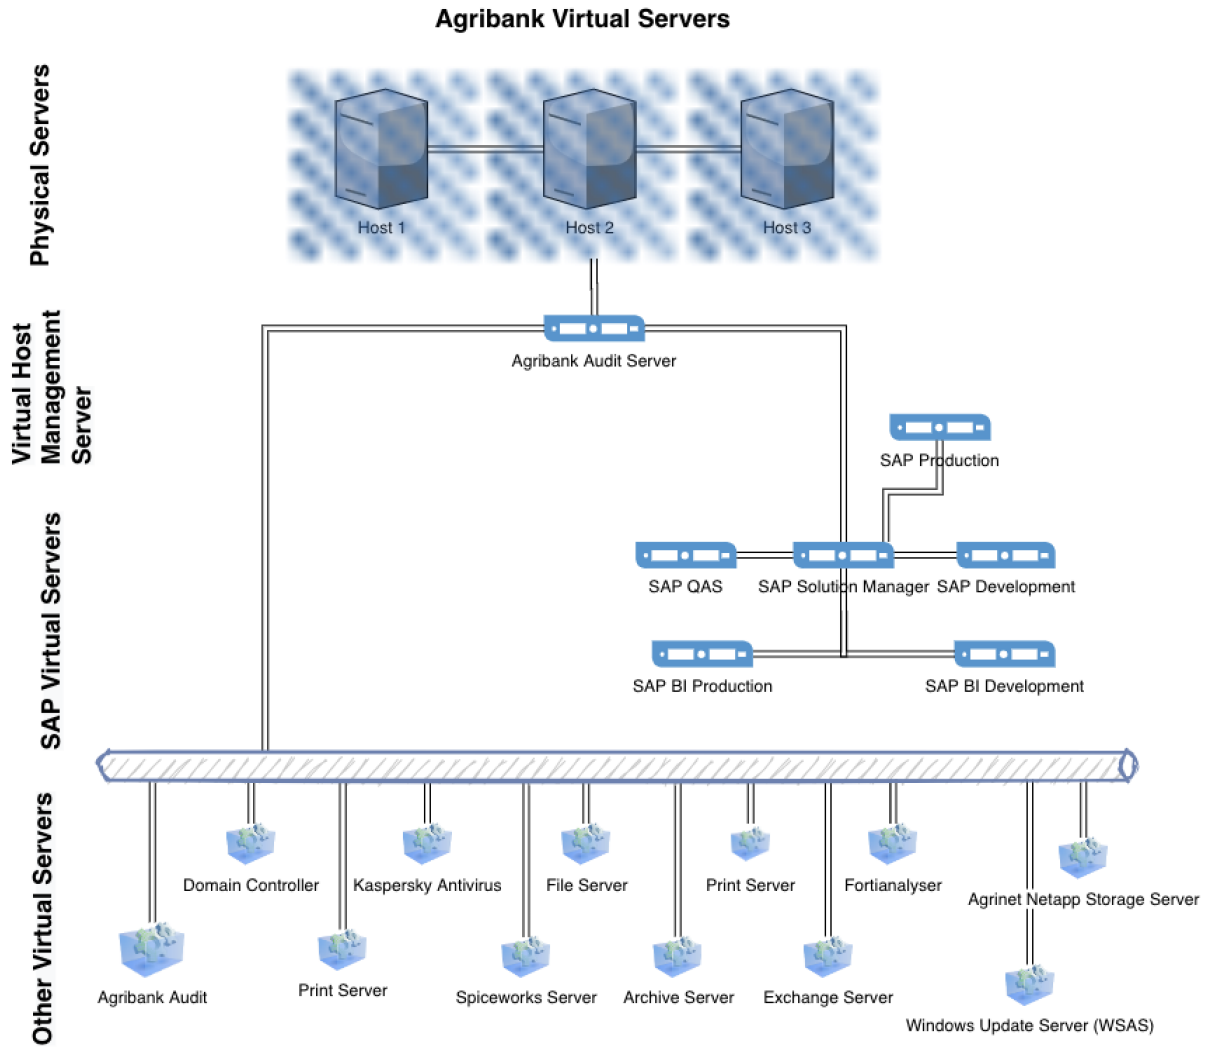 Agribank Virtual Servers
Physical Servers
Host 1
Host 2
Host 3
Virtual Host
Management
Server
Agribank Audit Server
SAP Production
SAP Virtual Servers
SAP QAS
SAP Solution Manager
SAP Development
SAP BI Production
SAP BI Development
Other Virtual Servers
Domain Controller
Kaspersky Antivirus
File Server
Print Server
Fortianalyser
Agrinet Netapp Storage Server
Agribank Audit
Print Server
Spiceworks Server
Archive Server
Exchange Server
Windows Update Server (WSAS)